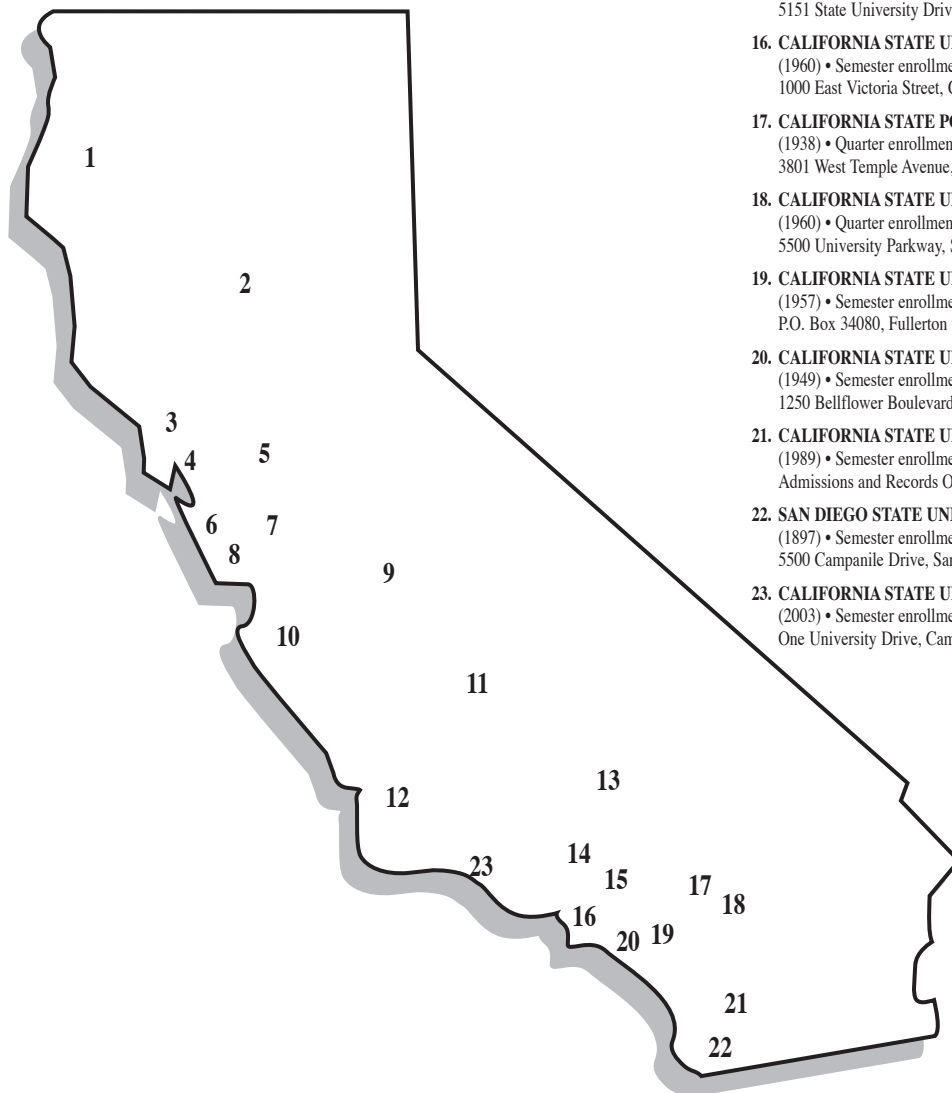 1
2
3
4
5
6
7
8
9
10
11
12
13
14
15
16
17
18
19
20
21
22
23
5151 State University Driv
16. CALIFORNIA STATE U
(1960) • Semester enrollme
1000 East Victoria Street, C
17. CALIFORNIA STATE PO
(1938) • Quarter enrollmen
3801 West Temple Avenue,
18. CALIFORNIA STATE U
(1960) • Quarter enrollmen
5500 University Parkway, S
19. CALIFORNIA STATE U
(1957) • Semester enrollme
P.O. Box 34080, Fullerton
20. CALIFORNIA STATE U
(1949) • Semester enrollme
1250 Bellflower Boulevard
21. CALIFORNIA STATE U
(1989) • Semester enrollme
Admissions and Records O
22. SAN DIEGO STATE UNI
(1897) • Semester enrollme
5500 Campanile Drive, San
23. CALIFORNIA STATE U
(2003) • Semester enrollme
One University Drive, Cam